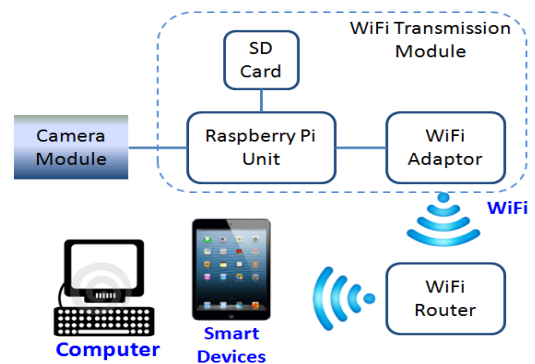 WiFi Transmission
Module
SD
Card
Camera
Module
Raspberry Pi
Unit
WiFi
Adaptor
WiFi
WiFi
Router
Computer
Smart
Devices